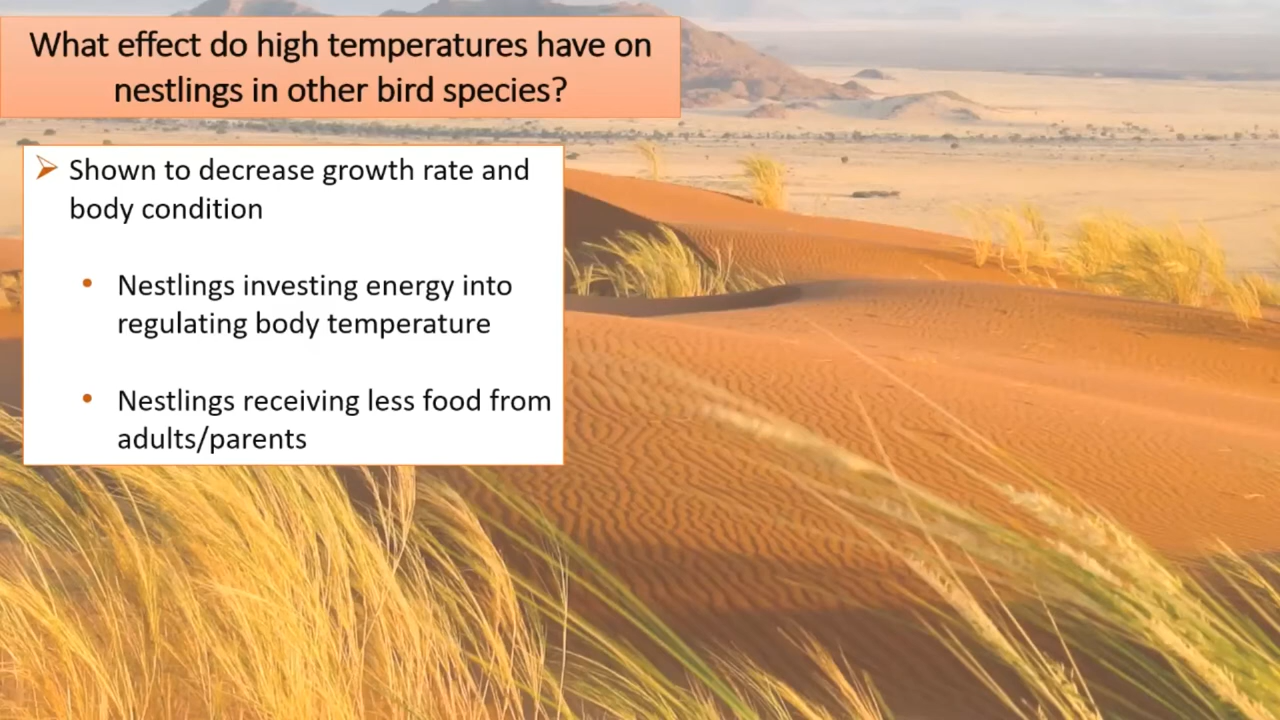 What effect do high temperatures have on
nestlings in other bird species?
Shown to decrease growth rate and
body condition
Nestlings investing energy into
regulating body temperature
Nestlings receiving less food from
adults/parents